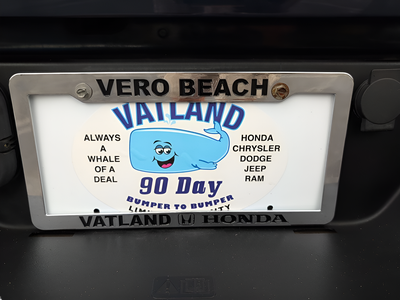 VERO BEACH
VATLAND
ALWAYS
A
WHALE
OF A
DEAL
HONDA
CHRYSLER
DODGE
JEEP
RAM
90 Day
BUMPER TO BUMPER
VATLAND HONDA